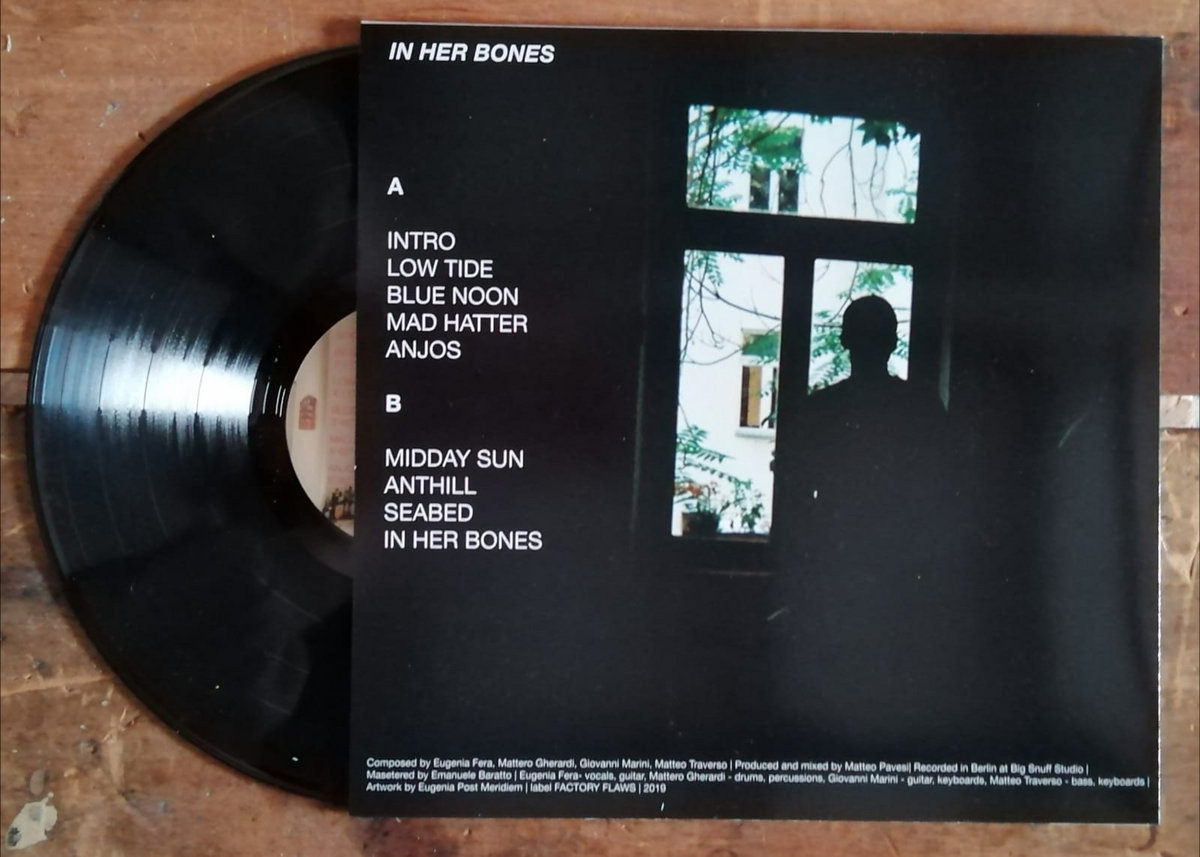 IN HER BONES
A
INTRO
LOW TIDE
BLUE NOON
MAD HATTER
ANJOS
B
MIDDAY SUN
ANTHILL
SEABED
IN HER BONES
Composed by Eugenia Fera, Mattero Gherardi, Giovanni Marini, Matteo Traverso | Produced and mixed by Matteo Pavesi| Recorded in Berlin at Big Snuff Studio |
Masetered by Emanuele Baratto | Eugenia Fera- vocals, guitar, Mattero Gherardi - drums, percussions, Giovanni Marini - guitar, keyboards, Matteo Traverso - bass, keyboards |
Artwork by Eugenia Post Meridiem | label FACTORY FLAWS | 2019